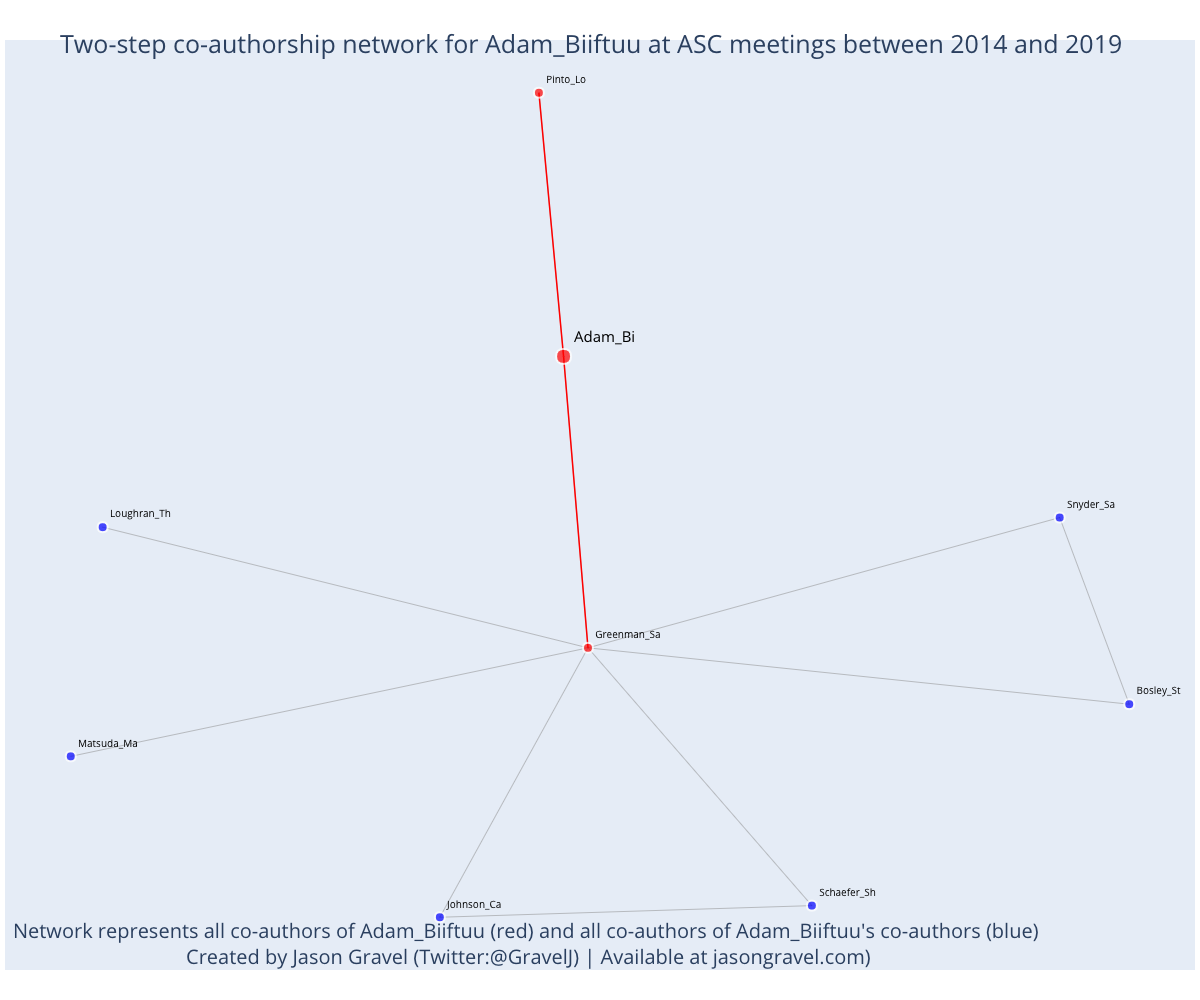 Two-step co-authorship network for Adam_Biiftuu at ASC meetings between 2014 and 2019
Pinto_Lo
Adam_Bi
Snyder_Sa
Loughran_Th
Greenman_Sa
Bosley_St
Matsuda_Ma
Schaefer_Sh
Johnson_Ca
Network represents all co-authors of Adam_Biiftuu (red) and all co-authors of Adam_Biiftuu's co-authors (blue)
Created by Jason Gravel (Twitter:@GravelJ) | Available at jasongravel.com)